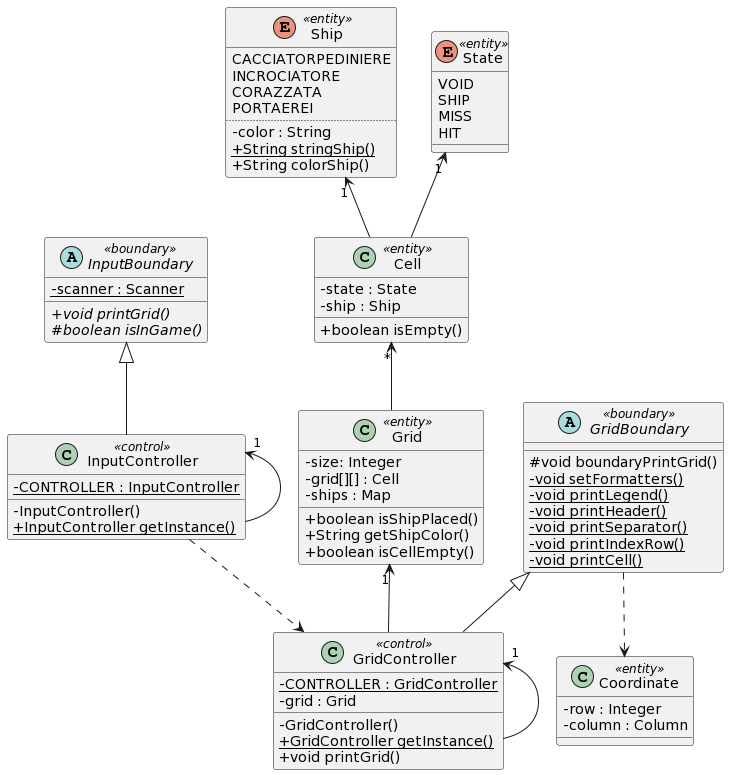 E
«entity»
Ship
CACCIATORPEDINIERE
INCROCIATORE
CORAZZATA
PORTAEREI
-color : String
+String stringShip()
+String colorShip()
E
«entity»
State
VOID
SHIP
MISS
HIT
1
1
A
«boundary»
InputBoundary
-scanner : Scanner
+void printGrid()
#boolean isInGame()
C
«entity»
Cell
-state : State
-ship : Ship
+boolean isEmpty()
*
C
«control»
InputController
-CONTROLLER : InputController
-InputController()
+InputController getInstance()
1
C
«entity»
Grid
-size: Integer
-grid[][] : Cell
-ships : Map
+boolean isShipPlaced()
+String getShipColor()
+boolean isCellEmpty()
1
A
«boundary»
GridBoundary
#void boundaryPrintGrid()
-void setFormatters()
-void printLegend()
-void printHeader()
-void printSeparator()
-void printIndexRow()
-void printCell()
C
«control»
GridController
-CONTROLLER : GridController
-grid : Grid
-GridController()
+GridController getInstance()
+void printGrid()
1
C
«entity»
Coordinate
-row : Integer
-column : Column